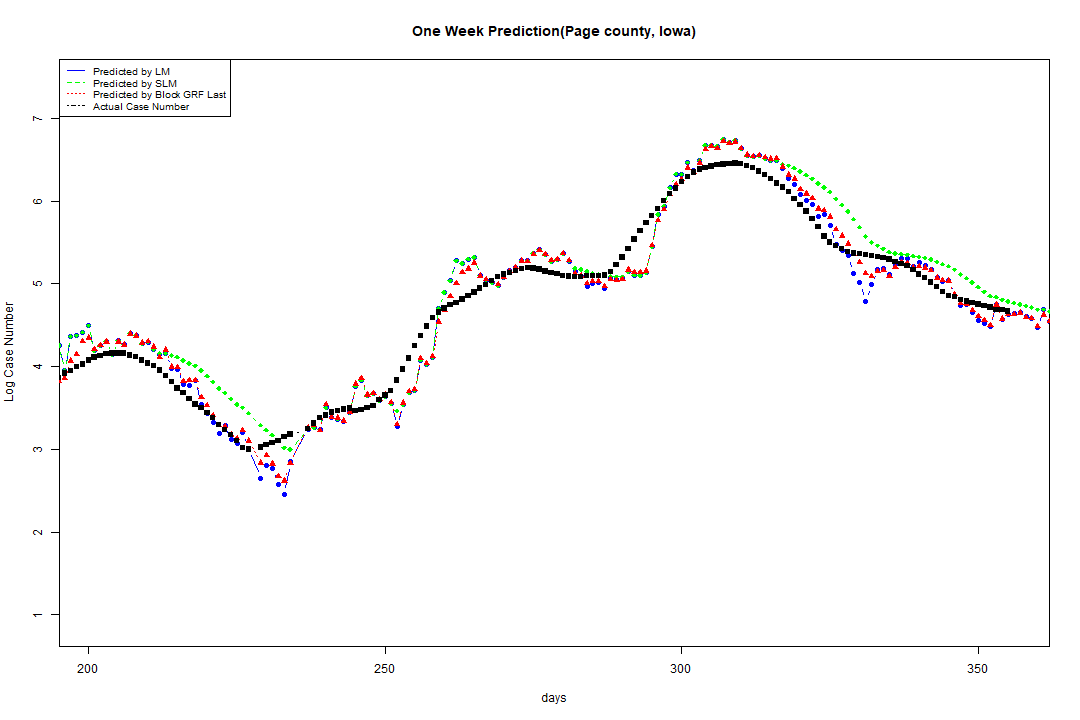 One Week Prediction(Page county, Iowa)
Predicted by LM
Predicted by SLM
Predicted by Block GRF Last
Actual Case Number
Log Case Number
7
6
5
4
3
2
1
200 250 300 350
days